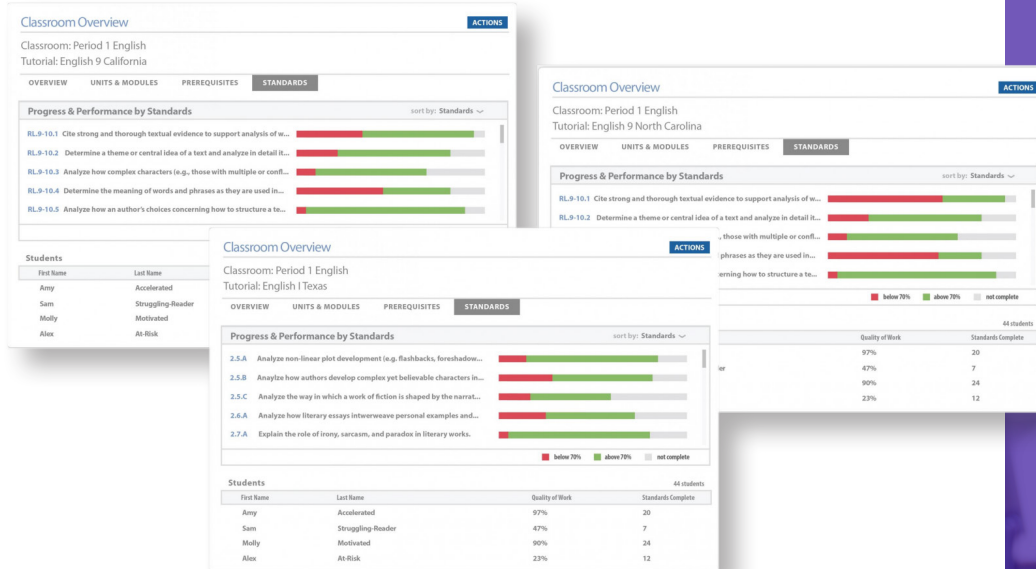 Classroom Overview
ACTIONS
Classroom: Period 1 English
Tutorial: English 9 California
OVERVIEW UNITS & MODULES PREREQUISITES STANDARDS
Progress & Performance by Standards sort by: Standards
RL.9-10.1 Cite strong and thorough textual evidence to support analysis of w...
RL.9-10.2 Determine a theme or central idea of a text and analyze in detail it...
RL.9-10.3 Analyze how complex characters (e.g., those with multiple or confl...
RL.9-10.4 Determine the meaning of words and phrases as they are used in...
RL.9-10.5 Analyze how an author's choices concerning how to structure a te...
Students
First Name Last Name
Amy Accelerated
Sam Struggling-Reader
Molly Motivated
Alex At-Risk
Classroom Overview
ACTIONS
Classroom: Period 1 English
Tutorial: English 9 North Carolina
OVERVIEW UNITS & MODULES PREREQUISITES STANDARDS
Progress & Performance by Standards sort by: Standards
RL.9-10.1 Cite strong and thorough textual evidence to support analysis of w...
RL.9-10.2 Determine a theme or central idea of a text and analyze in detail it...
, those with multiple or confl...
phrases as they are used in...
erning how to structure a te...
below 70% above 70% not complete
44 students
Quality of Work Standards Complete
97% 20
er 47% 7
90% 24
23% 12
Classroom Overview
ACTIONS
Classroom: Period 1 English
Tutorial: English I Texas
OVERVIEW UNITS & MODULES PREREQUISITES STANDARDS
Progress & Performance by Standards sort by: Standards
2.5.A Analyze non-linear plot development (e.g. flashbacks, foreshadow...
2.5.B Anaylze how authors develop complex yet believable characters in...
2.5.C Analyze the way in which a work of fiction is shaped by the narrat...
2.6.A Analyze how literary essays intwerweave personal examples and...
2.7.A Explain the role of irony, sarcasm, and paradox in literary works.
below 70% above 70% not complete
Students 44 students
First Name Last Name Quality of Work Standards Complete
Amy Accelerated 97% 20
Sam Struggling-Reader 47% 7
Molly Motivated 90% 24
Alex At-Risk 23% 12